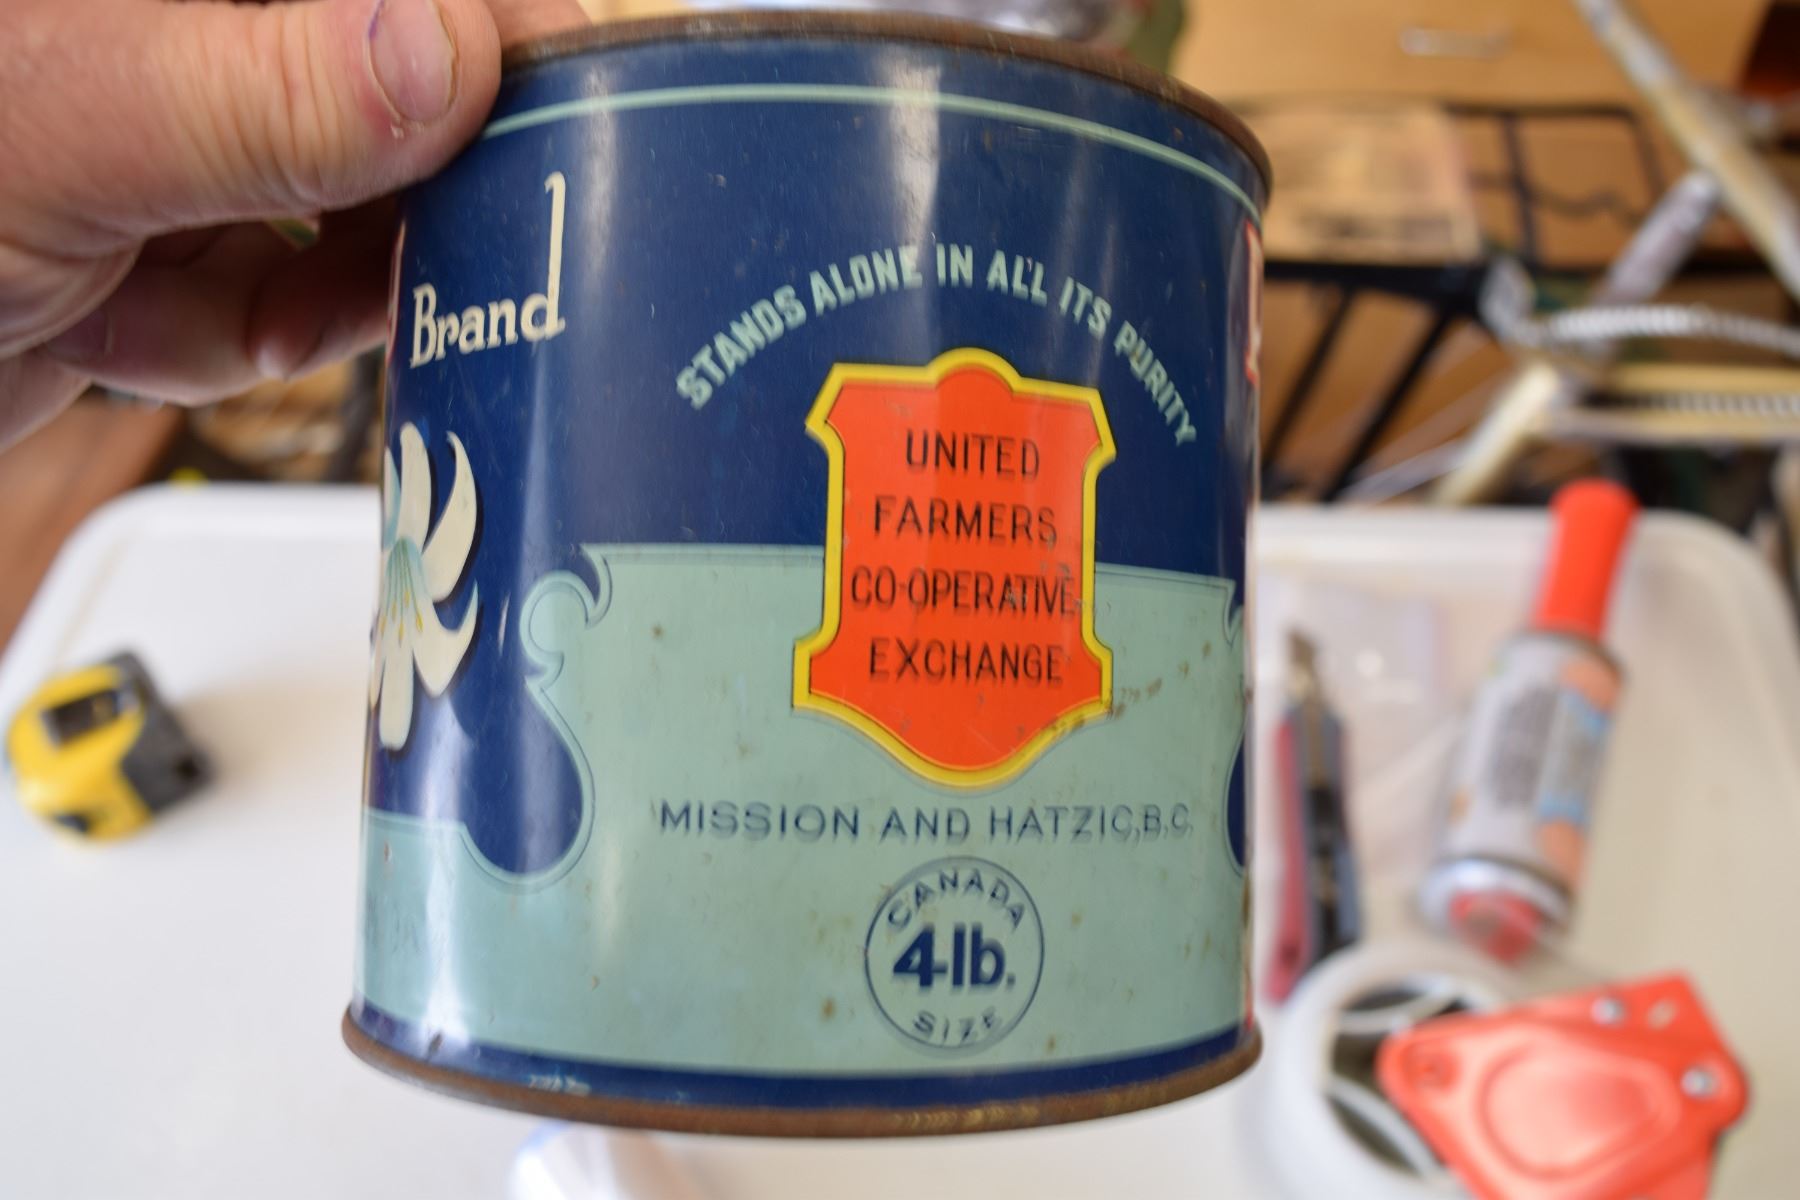 Brand
STANDS ALONE IN ALL ITS PURITY
UNITED
FARMERS
CO-OPERATIVE
EXCHANGE
MISSION AND HATZIC, B.C.
CANADA
4-lb.
SIZE